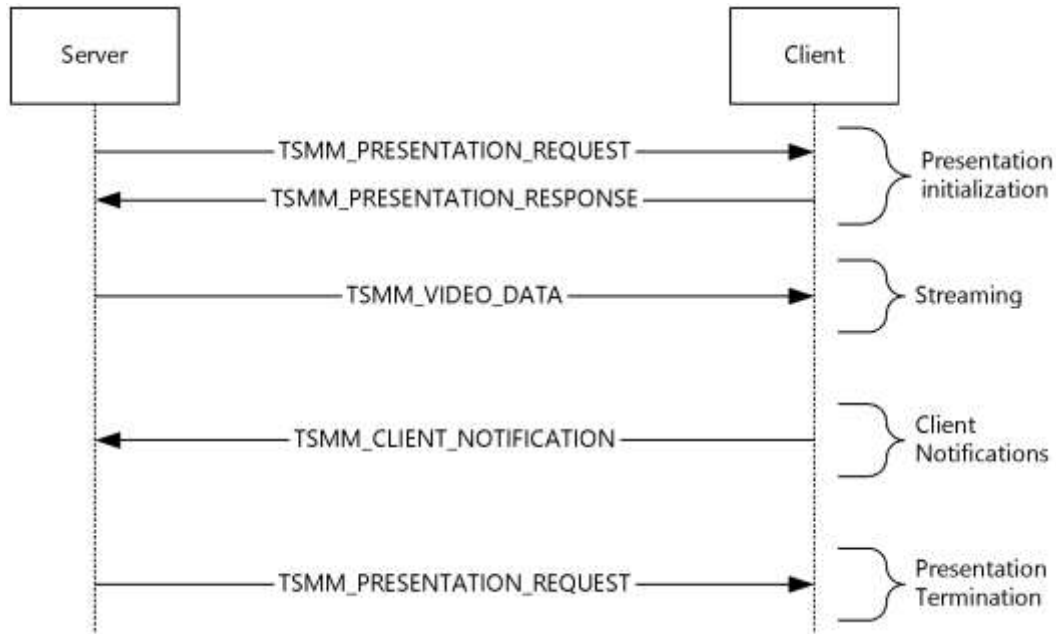 Server
Client
TSMM_PRESENTATION_REQUEST
Presentation
initialization
TSMM_PRESENTATION_RESPONSE
TSMM_VIDEO_DATA
Streaming
TSMM_CLIENT_NOTIFICATION
Client
Notifications
TSMM_PRESENTATION_REQUEST
Presentation
Termination